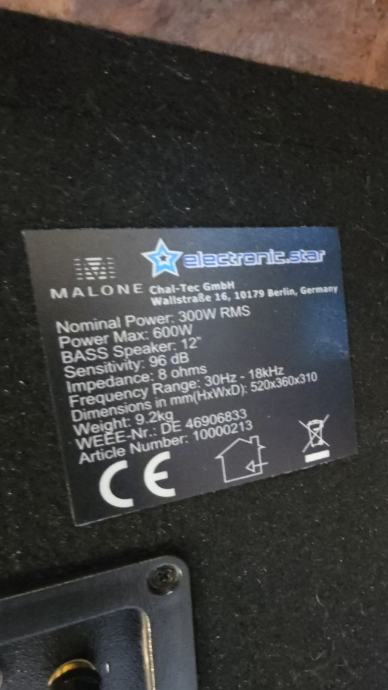 MALONE
electronic.star
Chal-Tec GmbH
Wallstraße 16, 10179 Berlin, Germany
Nominal Power: 300W RMS
Power Max: 600W
BASS Speaker: 12"
Sensitivity: 96 dB
Impedance: 8 ohms
Frequency Range: 30Hz - 18kHz
Dimensions in mm(HxWxD): 520x360x310
Weight: 9.2kg
WEEE-Nr.: DE 46906833
Article Number: 10000213
CE